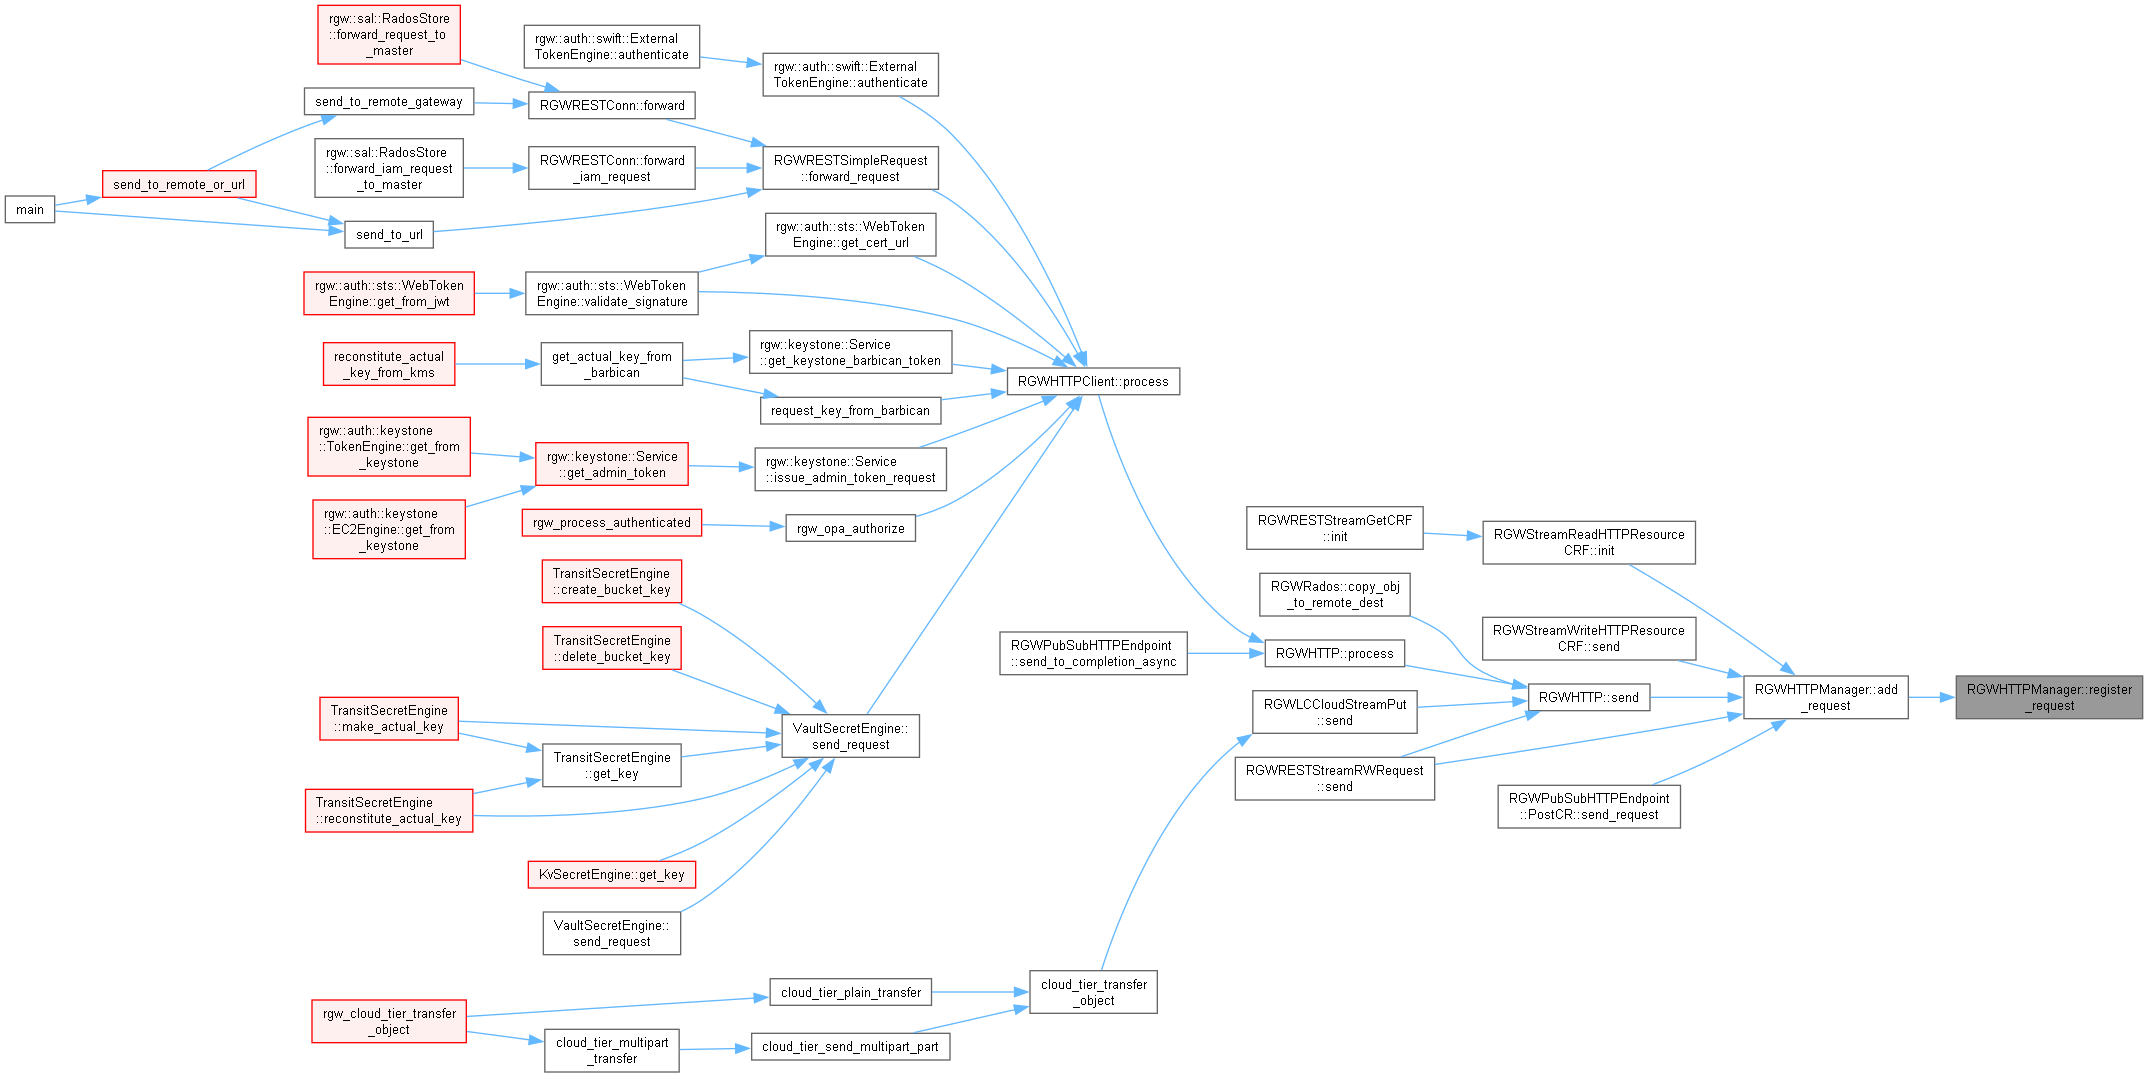 rgw::sal::RadosStore
::forward_request_to
_master
rgw::auth::swift::External
TokenEngine::authenticate
rgw::auth::swift::External
TokenEngine::authenticate
send_to_remote_gateway
RGWRESTConn::forward
rgw::sal::RadosStore
::forward_iam_request
_to_master
RGWRESTConn::forward
_iam_request
RGWRESTSimpleRequest
::forward_request
send_to_remote_or_url
main
send_to_url
rgw::auth::sts::WebToken
Engine::get_cert_url
rgw::auth::sts::WebToken
Engine::get_from_jwt
rgw::auth::sts::WebToken
Engine::validate_signature
reconstitute_actual
_key_from_kms
get_actual_key_from
_barbican
rgw::keystone::Service
::get_keystone_barbican_token
RGWHTTPClient::process
request_key_from_barbican
rgw::auth::keystone
::TokenEngine::get_from
_keystone
rgw::keystone::Service
::get_admin_token
rgw::keystone::Service
::issue_admin_token_request
rgw::auth::keystone
::EC2Engine::get_from
_keystone
rgw_process_authenticated
rgw_opa_authorize
RGWRESTStreamGetCRF
::init
RGWStreamReadHTTPResource
CRF::init
TransitSecretEngine
::create_bucket_key
RGWRados::copy_obj
_to_remote_dest
TransitSecretEngine
::delete_bucket_key
RGWPubSubHTTPEndpoint
::send_to_completion_async
RGWHTTP::process
RGWStreamWriteHTTPResource
CRF::send
TransitSecretEngine
::make_actual_key
VaultSecretEngine::
send_request
RGWLCCloudStreamPut
::send
RGWHTTP::send
RGWHTTPManager::add
_request
RGWHTTPManager::register
_request
TransitSecretEngine
::get_key
RGWRESTStreamRWRequest
::send
TransitSecretEngine
::reconstitute_actual_key
RGWPubSubHTTPEndpoint
::PostCR::send_request
KvSecretEngine::get_key
VaultSecretEngine::
send_request
cloud_tier_plain_transfer
cloud_tier_transfer
_object
rgw_cloud_tier_transfer
_object
cloud_tier_multipart
_transfer
cloud_tier_send_multipart_part